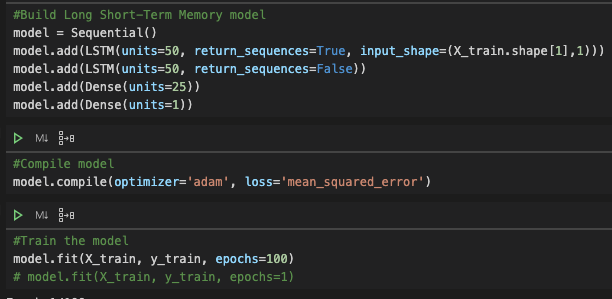 #Build Long Short-Term Memory model
model = Sequential()
model.add(LSTM(units=50, return_sequences=True, input_shape=(X_train.shape[1],1)))
model.add(LSTM(units=50, return_sequences=False))
model.add(Dense(units=25))
model.add(Dense(units=1))
M↓
#Compile model
model.compile(optimizer='adam', loss='mean_squared_error')
M↓
#Train the model
model.fit(X_train, y_train, epochs=100)
# model.fit(X_train, y_train, epochs=1)